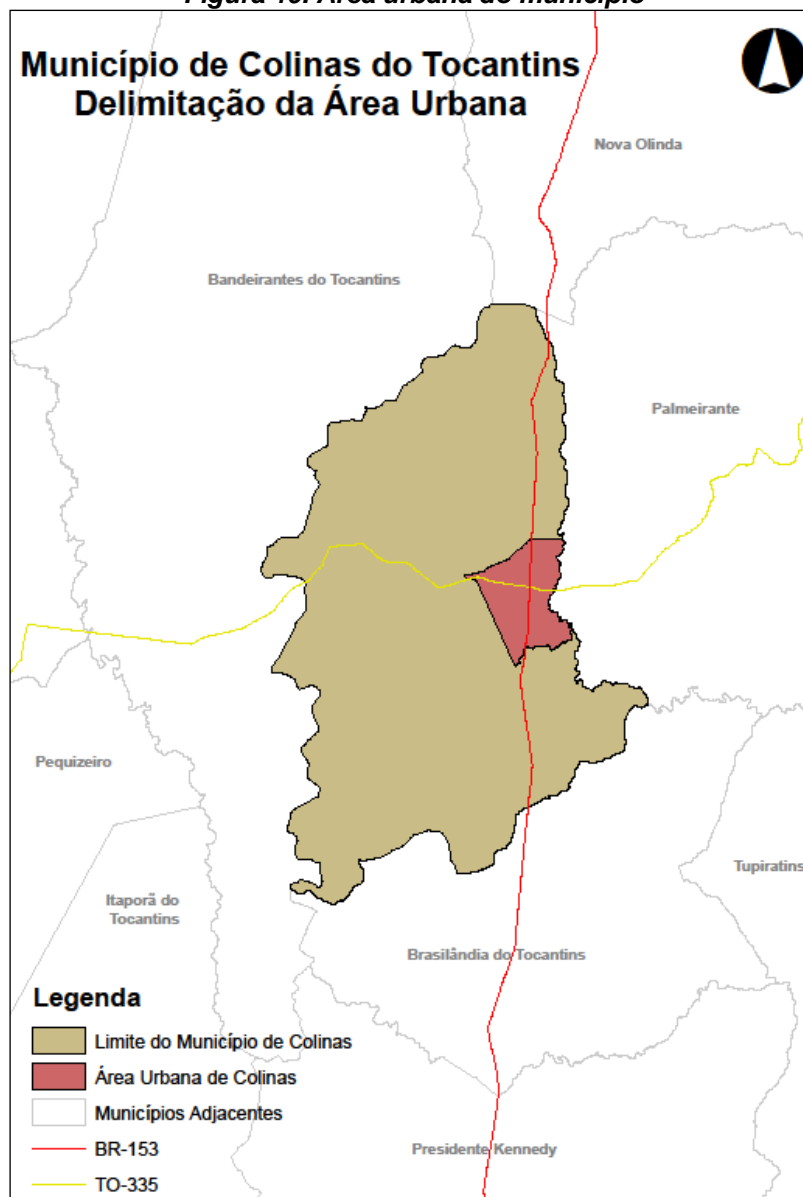 Município de Colinas do Tocantins
Delimitação da Área Urbana
Nova Olinda
Bandeirantes do Tocantins
Palmeirante
Pequizeiro
Tupiratins
Itaporã do
Tocantins
Brasilândia do Tocantins
Legenda
Limite do Município de Colinas
Área Urbana de Colinas
Municípios Adjacentes
BR-153
Presidente Kennedy
TO-335